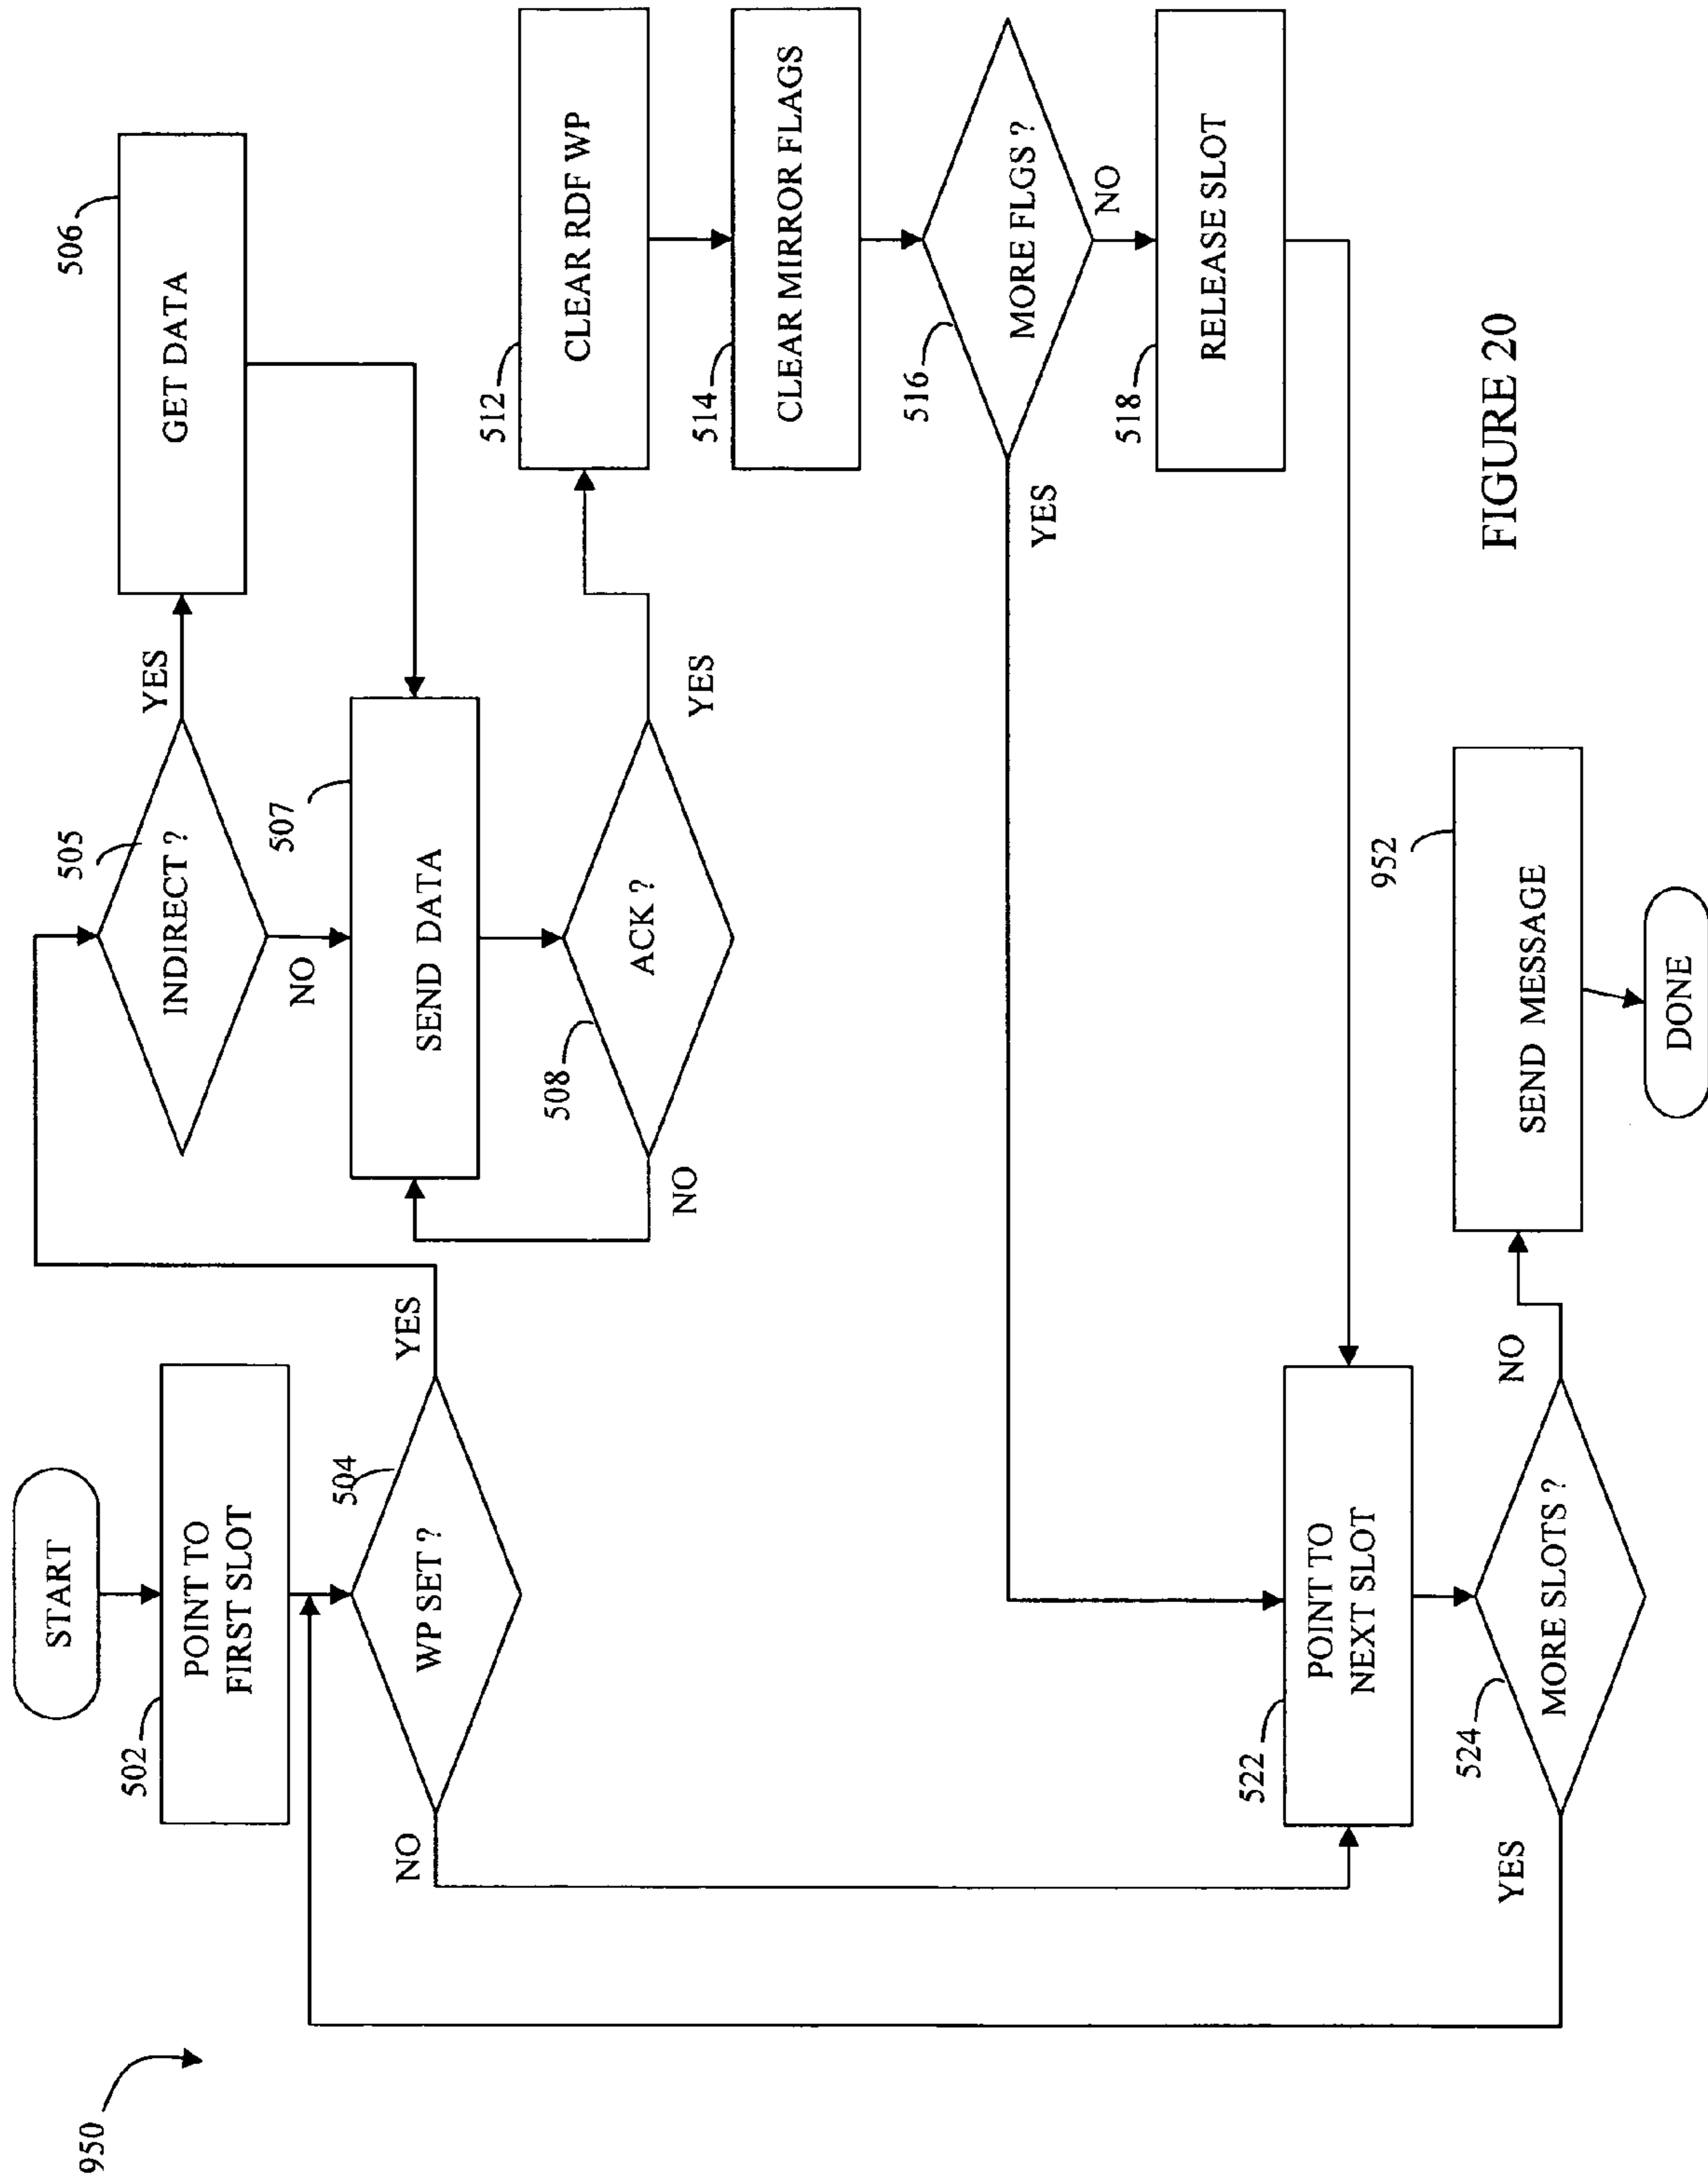 950
START
502
POINT TO
FIRST SLOT
504
WP SET ?
YES
NO
505
INDIRECT ?
YES
NO
506
GET DATA
507
SEND DATA
508
ACK ?
NO
YES
512
CLEAR RDF WP
514
CLEAR MIRROR FLAGS
516
MORE FLGS ?
YES
NO
518
RELEASE SLOT
522
POINT TO
NEXT SLOT
524
MORE SLOTS ?
YES
NO
952
SEND MESSAGE
DONE
FIGURE 20